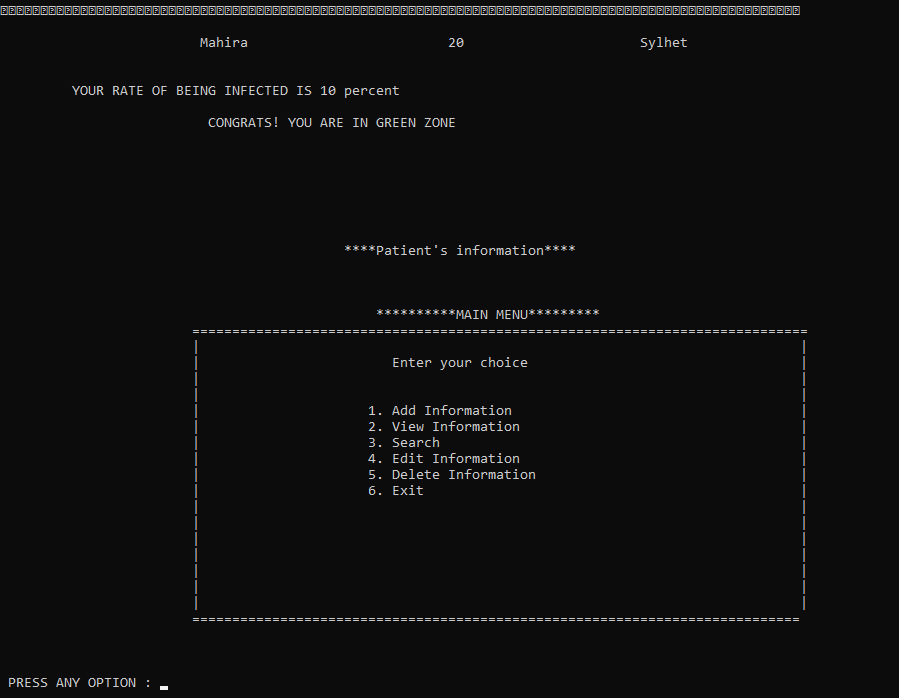 Mahira 20 Sylhet
YOUR RATE OF BEING INFECTED IS 10 percent
CONGRATS! YOU ARE IN GREEN ZONE
****Patient's information****
**********MAIN MENU*********
Enter your choice
1. Add Information
2. View Information
3. Search
4. Edit Information
5. Delete Information
6. Exit
PRESS ANY OPTION :